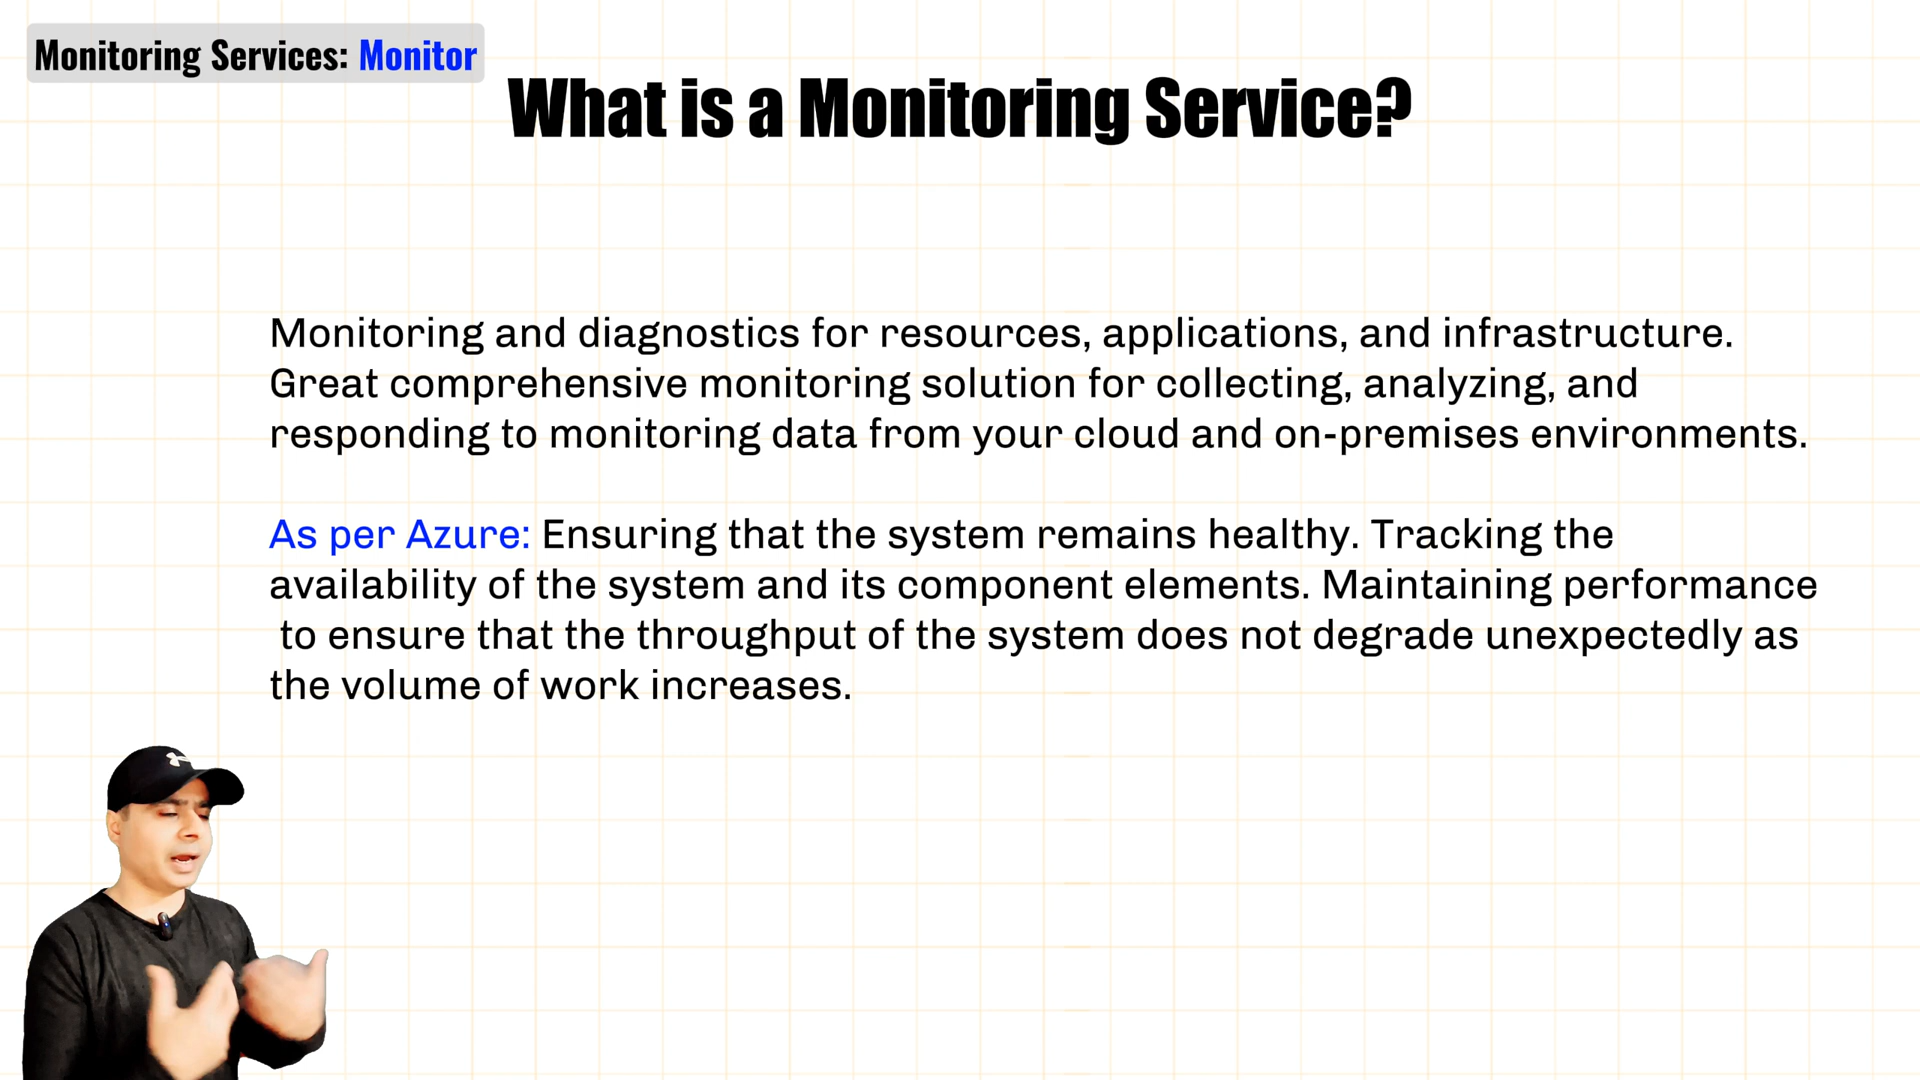 Monitoring Services: Monitor
What is a Monitoring Service?
Monitoring and diagnostics for resources, applications, and infrastructure.
Great comprehensive monitoring solution for collecting, analyzing, and
responding to monitoring data from your cloud and on-premises environments.
As per Azure: Ensuring that the system remains healthy. Tracking the
availability of the system and its component elements. Maintaining performance
to ensure that the throughput of the system does not degrade unexpectedly as
the volume of work increases.